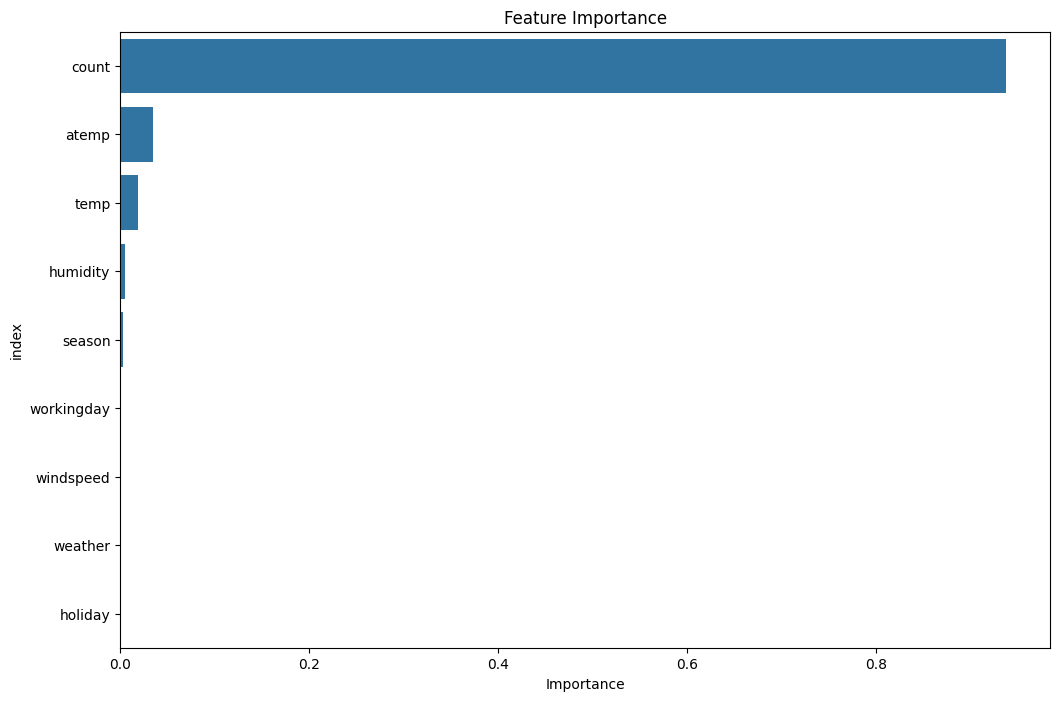 Feature Importance
count
atemp
temp
humidity
season
workingday
windspeed
weather
holiday
index
0.0 0.2 0.4 0.6 0.8
Importance